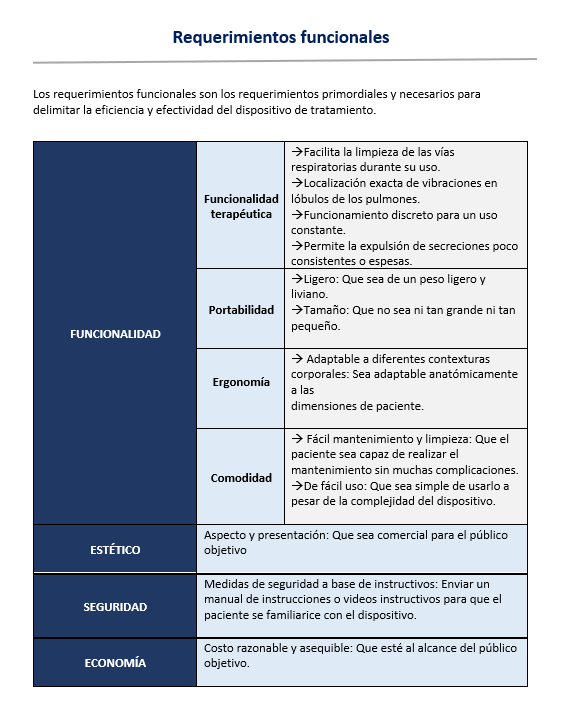 Requerimientos funcionales
Los requerimientos funcionales son los requerimientos primordiales y necesarios para
delimitar la eficiencia y efectividad del dispositivo de tratamiento.
FUNCIONALIDAD
Funcionalidad
terapéutica
→Facilita la limpieza de las vías
respiratorias durante su uso.
→Localización exacta de vibraciones en
lóbulos de los pulmones.
→Funcionamiento discreto para un uso
constante.
→Permite la expulsión de secreciones poco
consistentes o espesas.
Portabilidad
→Ligero: Que sea de un peso ligero y
liviano.
→Tamaño: Que no sea ni tan grande ni tan
pequeño.
Ergonomía
→ Adaptable a diferentes contexturas
corporales: Sea adaptable anatómicamente
a las
dimensiones de paciente.
Comodidad
→ Fácil mantenimiento y limpieza: Que el
paciente sea capaz de realizar el
mantenimiento sin muchas complicaciones.
→De fácil uso: Que sea simple de usarlo a
pesar de la complejidad del dispositivo.
ESTÉTICO
Aspecto y presentación: Que sea comercial para el público
objetivo
SEGURIDAD
Medidas de seguridad a base de instructivos: Enviar un
manual de instrucciones o videos instructivos para que el
paciente se familiarice con el dispositivo.
ECONOMÍA
Costo razonable y asequible: Que esté al alcance del público
objetivo.